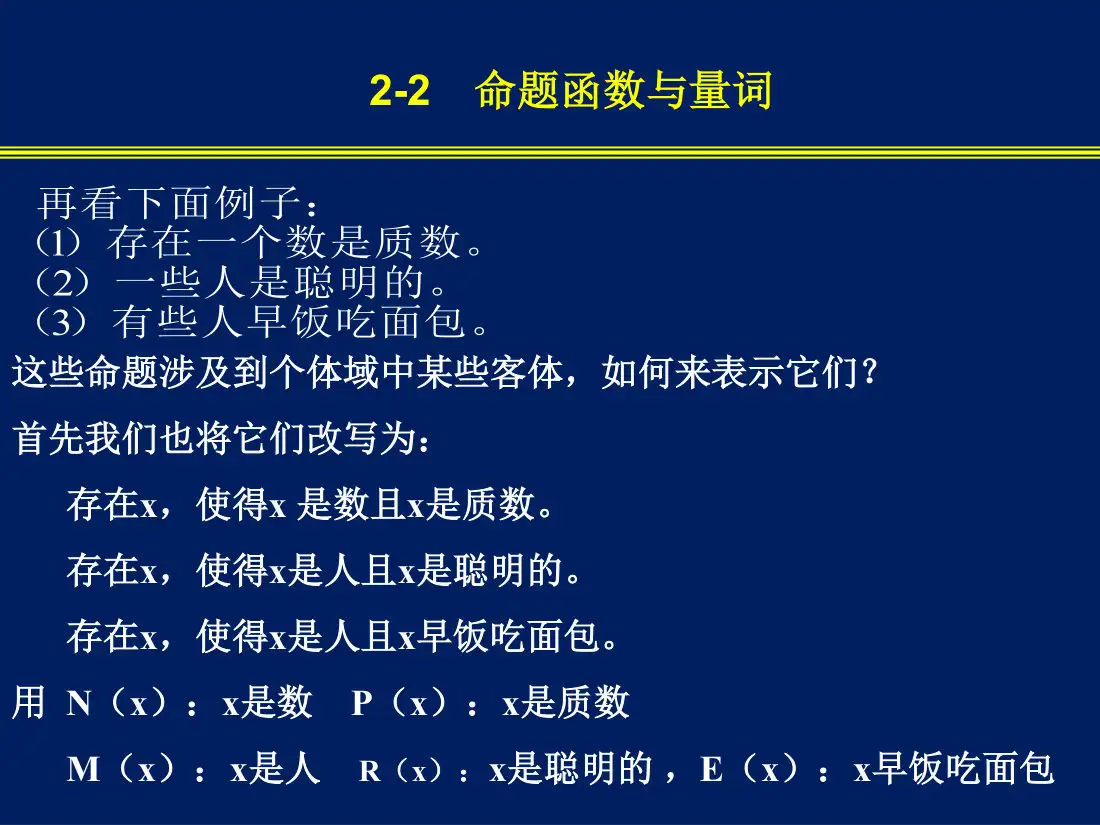 2-2 命题函数与量词
再看下面例子：
（1）存在一个数是质数。
（2）一些人是聪明的。
（3）有些人早饭吃面包。
这些命题涉及到个体域中某些客体，如何来表示它们？
首先我们也将它们改写为：
存在x，使得x 是数且x是质数。
存在x，使得x是人且x是聪明的。
存在x，使得x是人且x早饭吃面包。
用 N（x）：x是数 P（x）：x是质数
M（x）：x是人 R（x）：x是聪明的 ，E（x）：x早饭吃面包